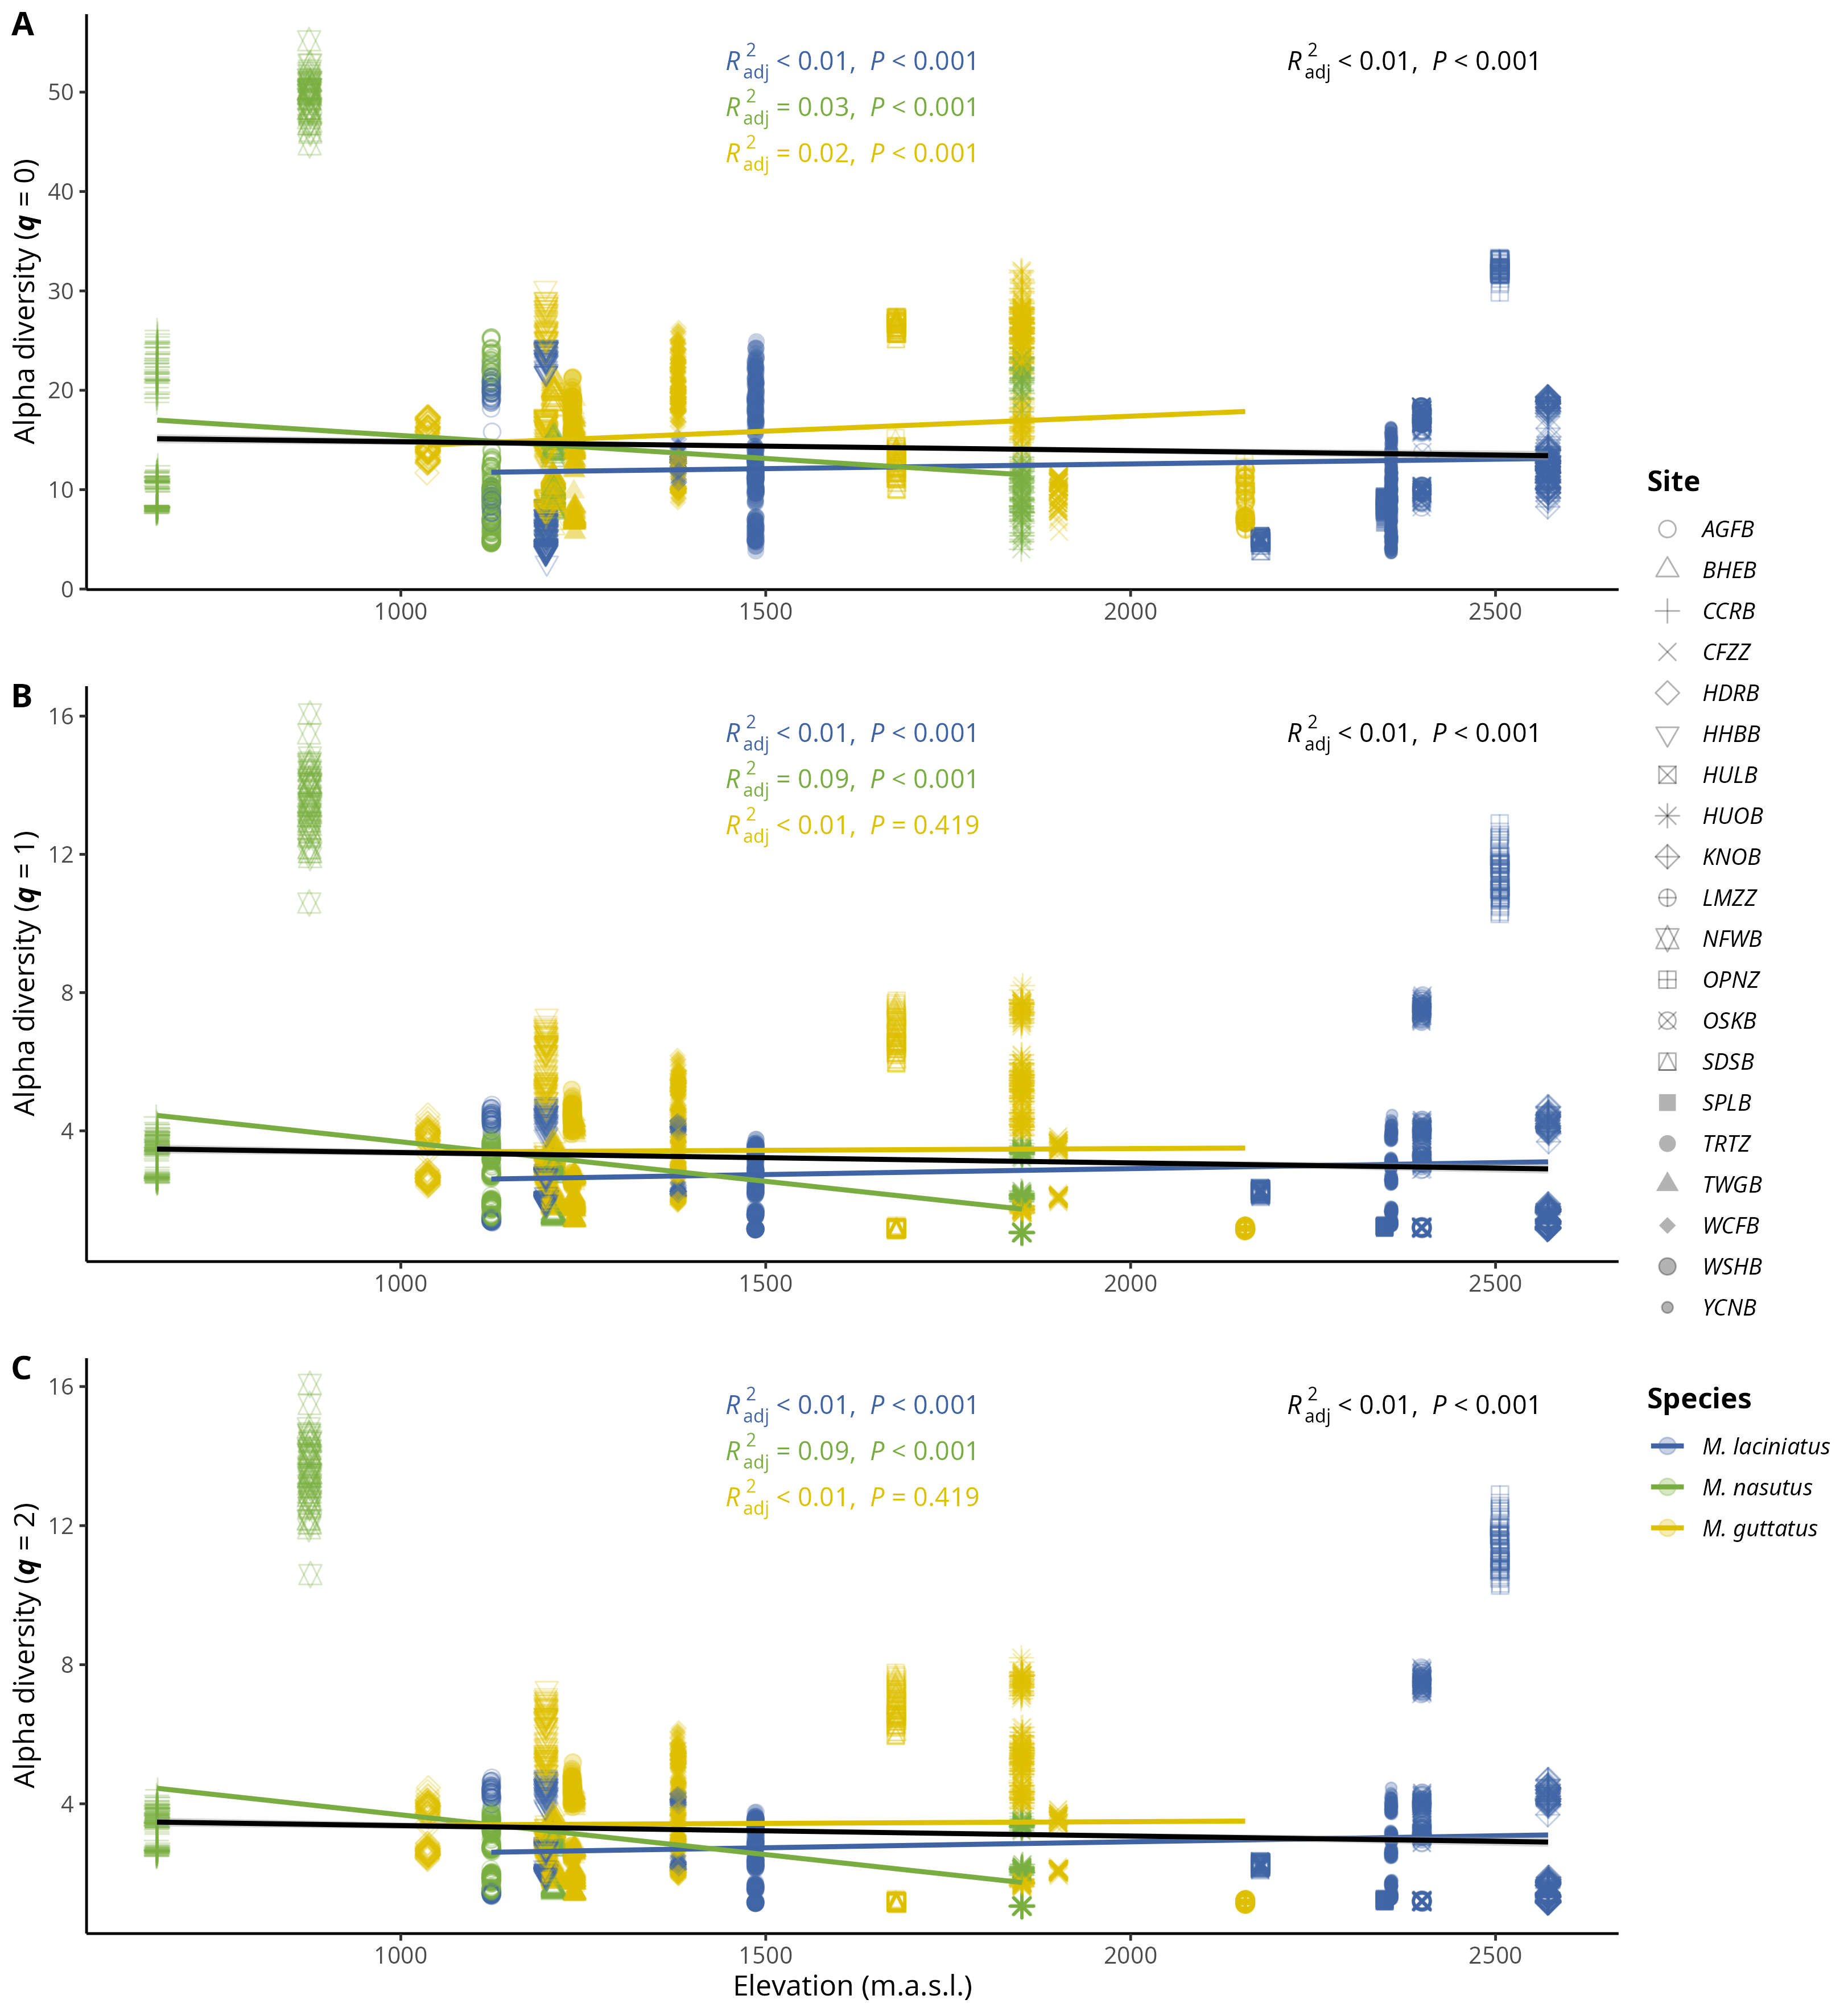 A
Alpha diversity (q = 0)
50
40
30
20
10
0
R²adj < 0.01, P < 0.001
R²adj = 0.03, P < 0.001
R²adj = 0.02, P < 0.001
R²adj < 0.01, P < 0.001
1000 1500 2000 2500
B
Alpha diversity (q = 1)
16
12
8
4
R²adj < 0.01, P < 0.001
R²adj = 0.09, P < 0.001
R²adj < 0.01, P = 0.419
R²adj < 0.01, P < 0.001
1000 1500 2000 2500
C
Alpha diversity (q = 2)
16
12
8
4
R²adj < 0.01, P < 0.001
R²adj = 0.09, P < 0.001
R²adj < 0.01, P = 0.419
R²adj < 0.01, P < 0.001
1000 1500 2000 2500
Elevation (m.a.s.l.)
Site
AGFB
BHEB
CCRB
CFZZ
HDRB
HHBB
HULB
HUOB
KNOB
LMZZ
NFWB
OPNZ
OSKB
SDSB
SPLB
TRTZ
TWGB
WCFB
WSHB
YCNB
Species
M. laciniatus
M. nasutus
M. guttatus